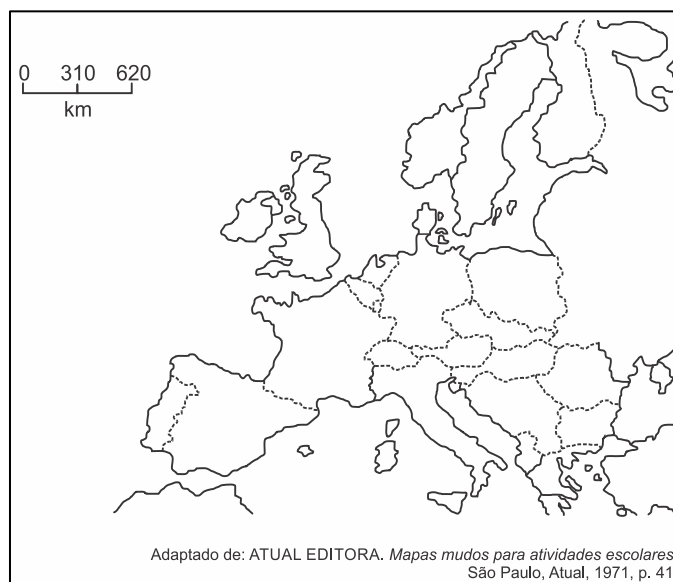 0 310 620
km
Adaptado de: ATUAL EDITORA. Mapas mudos para atividades escolares
São Paulo, Atual, 1971, p. 41